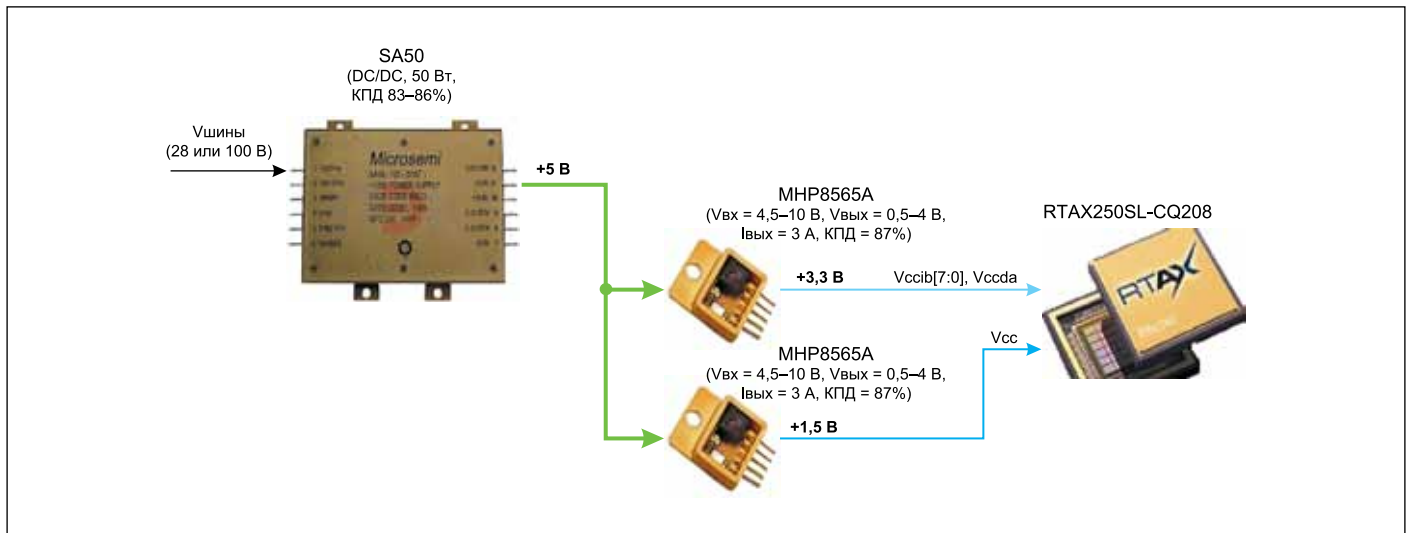 SA50
(DC/DC, 50 Вт,
КПД 83–86%)
Vшины
(28 или 100 В)
Microsemi
+5 В
MHP8565A
(Vвх = 4,5–10 В, Vвых = 0,5–4 В,
Iвых = 3 А, КПД = 87%)
RTAX250SL-CQ208
+3,3 В
Vccib[7:0], Vccda
RTAX
MHP8565A
(Vвх = 4,5–10 В, Vвых = 0,5–4 В,
Iвых = 3 А, КПД = 87%)
Vcc
+1,5 В